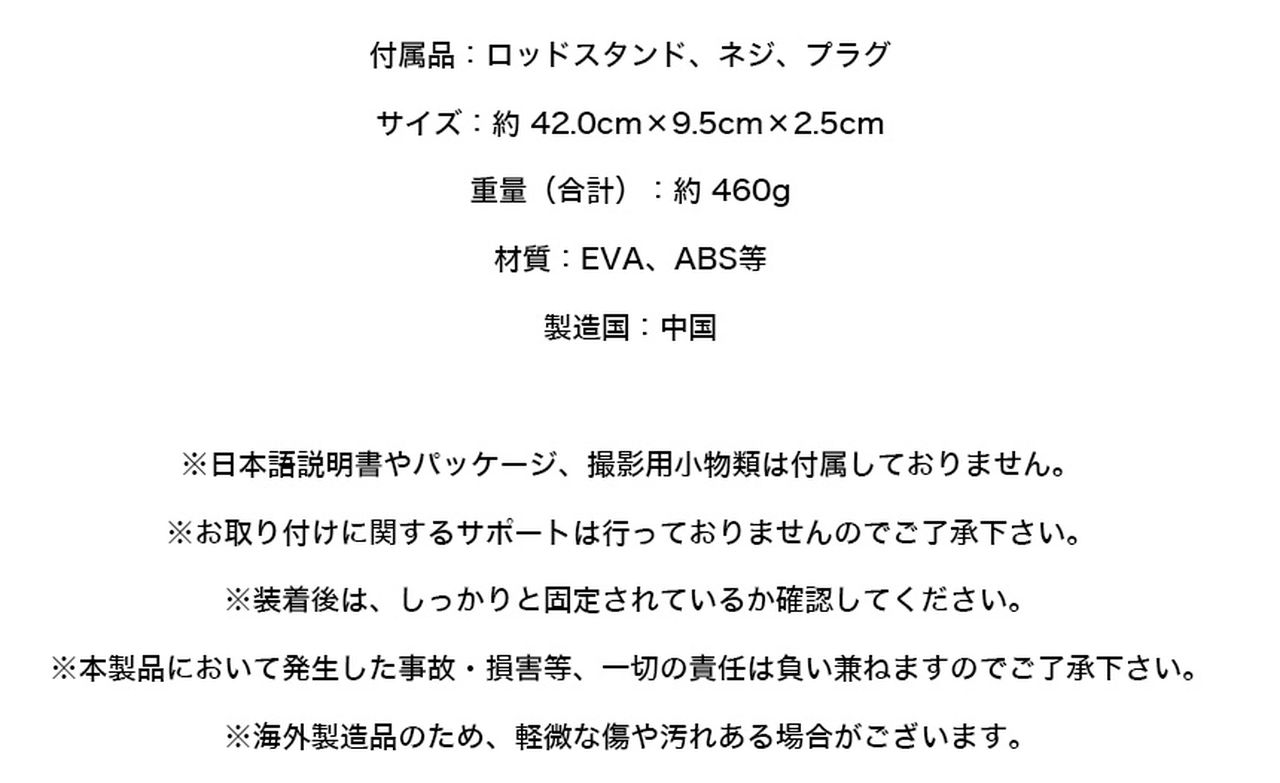 付属品：ロッドスタンド、ネジ、プラグ
サイズ：約 42.0cm×9.5cm×2.5cm
重量（合計）：約 460g
材質：EVA、ABS等
製造国：中国
※日本語説明書やパッケージ、撮影用小物類は付属しておりません。
※お取り付けに関するサポートは行っておりませんのでご了承下さい。
※装着後は、しっかりと固定されているか確認してください。
※本製品において発生した事故・損害等、一切の責任は負い兼ねますのでご了承下さい。
※海外製造品のため、軽微な傷や汚れある場合がございます。